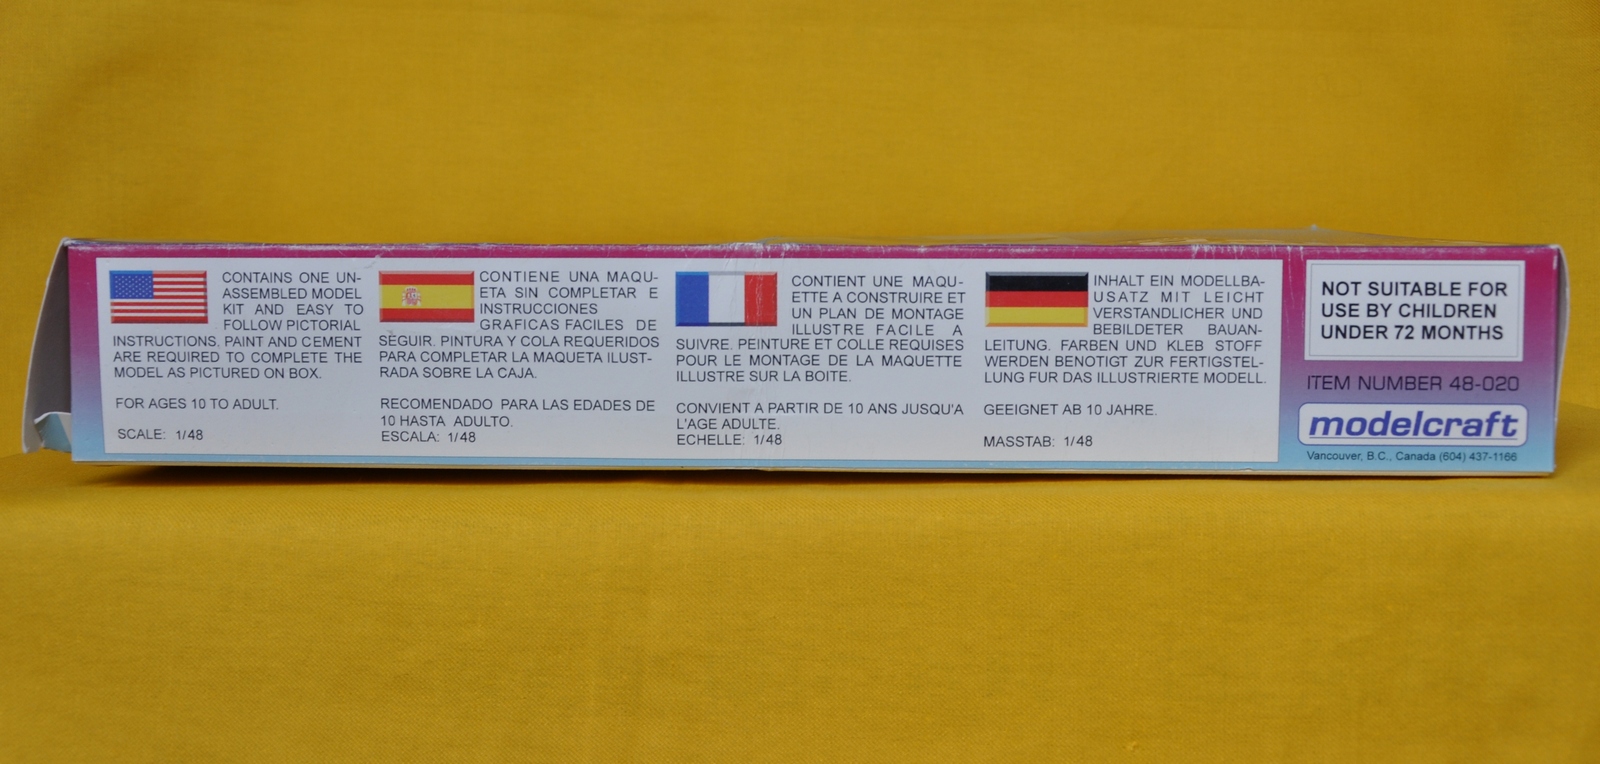 CONTAINS ONE UN-
ASSEMBLED MODEL
KIT AND EASY TO
FOLLOW PICTORIAL
INSTRUCTIONS. PAINT AND CEMENT
ARE REQUIRED TO COMPLETE THE
MODEL AS PICTURED ON BOX.
FOR AGES 10 TO ADULT.
SCALE: 1/48
CONTIENE UNA MAQU-
ETA SIN COMPLETAR E
INSTRUCCIONES
GRAFICAS FACILES DE
SÉGUIR. PINTURA Y COLA REQUERIDOS
PARA COMPLETAR LA MAQUETA ILUST-
RADA SOBRE LA CAJA.
RECOMENDADO PARA LAS EDADES DE
10 HASTA ADULTO.
ESCALA: 1/48
CONTIENT UNE MAQU-
ETTE A CONSTRUIRE ET
UN PLAN DE MONTAGE
ILLUSTRE FACILE A
SUIVRE. PEINTURE ET COLLE REQUISES
POUR LE MONTAGE DE LA MAQUETTE
ILLUSTRE SUR LA BOITE.
CONVIENT A PARTIR DE 10 ANS JUSQU'A
L'AGE ADULTE.
ECHELLE: 1/48
INHALT EIN MODELLBA-
USATZ MIT LEICHT
VERSTANDLICHER UND
BEBILDETER BAUAN-
LEITUNG. FARBEN UND KLEB STOFF
WERDEN BENOTIGT ZUR FERTIGSTEL-
LUNG FUR DAS ILLUSTRIERTE MODELL.
GEEIGNET AB 10 JAHRE.
MASSTAB: 1/48
NOT SUITABLE FOR
USE BY CHILDREN
UNDER 72 MONTHS
ITEM NUMBER 48-020
modelcraft
Vancouver, B.C., Canada (604) 437-1166